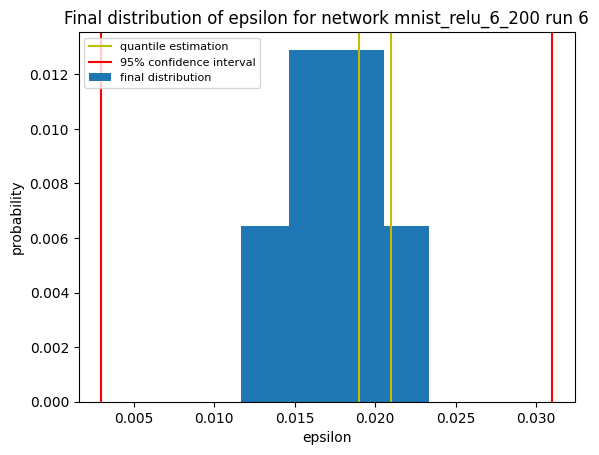 Final distribution of epsilon for network mnist_relu_6_200 run 6
quantile estimation
95% confidence interval
final distribution
probability
0.012
0.010
0.008
0.006
0.004
0.002
0.000
0.005
0.010
0.015
0.020
0.025
0.030
epsilon